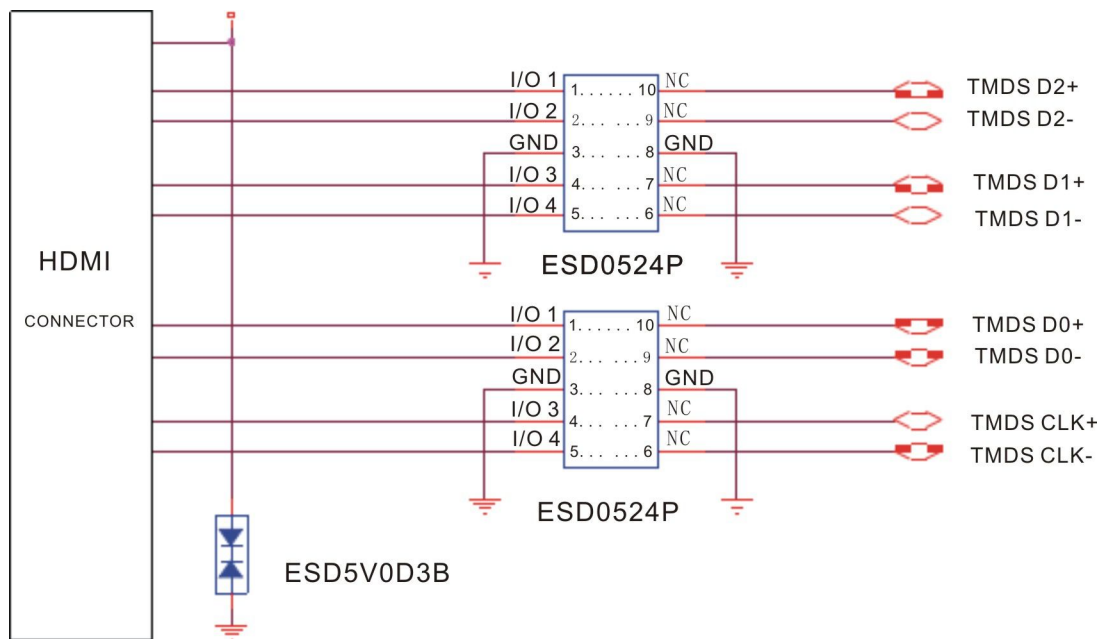 I/O 1 1......10 NC TMDS D2+
I/O 2 2... ...9 NC TMDS D2-
GND 3... ...8 GND
I/O 3 4... ...7 NC TMDS D1+
I/O 4 5... ...6 NC TMDS D1-
ESD0524P
HDMI
CONNECTOR
I/O 1 1......10 NC TMDS D0+
I/O 2 2... ...9 NC TMDS D0-
GND 3... ...8 GND
I/O 3 4... ...7 NC TMDS CLK+
I/O 4 5... ...6 NC TMDS CLK-
ESD0524P
ESD5V0D3B